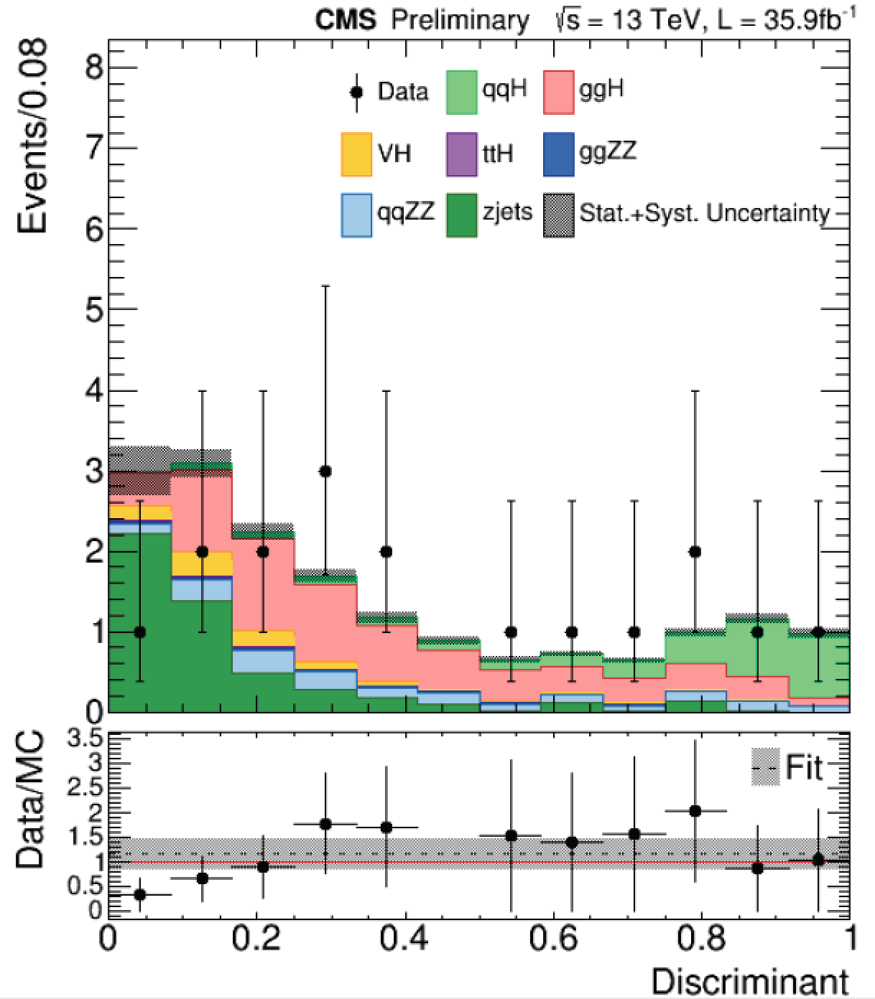 CMS Preliminary √s = 13 TeV, L = 35.9fb⁻¹
Events/0.08
8
7
6
5
4
3
2
1
0
Data qqH ggH
VH ttH ggZZ
qqZZ zjets Stat.+Syst. Uncertainty
Data/MC
3.5
3
2.5
2
1.5
1
0.5
0
Fit
0 0.2 0.4 0.6 0.8 1
Discriminant